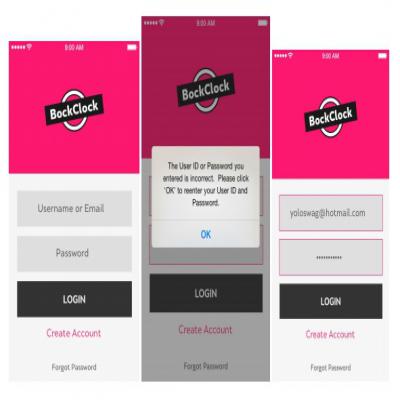 9:00 AM
BockClock
Username or Email
Password
LOGIN
Create Account
Forgot Password
9:00 AM
BockClock
The User ID or Password you
entered is incorrect. Please click
'OK' to reenter your User ID and
Password.
OK
LOGIN
Create Account
Forgot Password
9:00 AM
BockClock
yoloswag@hotmail.com
•••••••••••
LOGIN
Create Account
Forgot Password